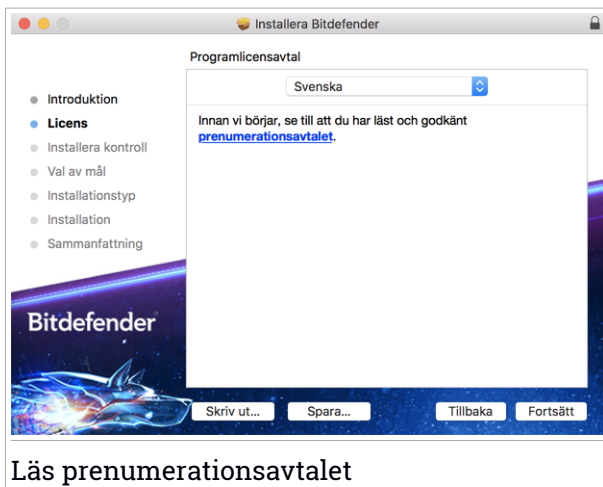 Installera Bitdefender
Programlicensavtal
Svenska
Introduktion
Licens
Installera kontroll
Val av mål
Installationstyp
Installation
Sammanfattning
Innan vi börjar, se till att du har läst och godkänt
prenumerationsavtalet.
Bitdefender
Skriv ut... Spara... Tillbaka Fortsätt
Läs prenumerationsavtalet